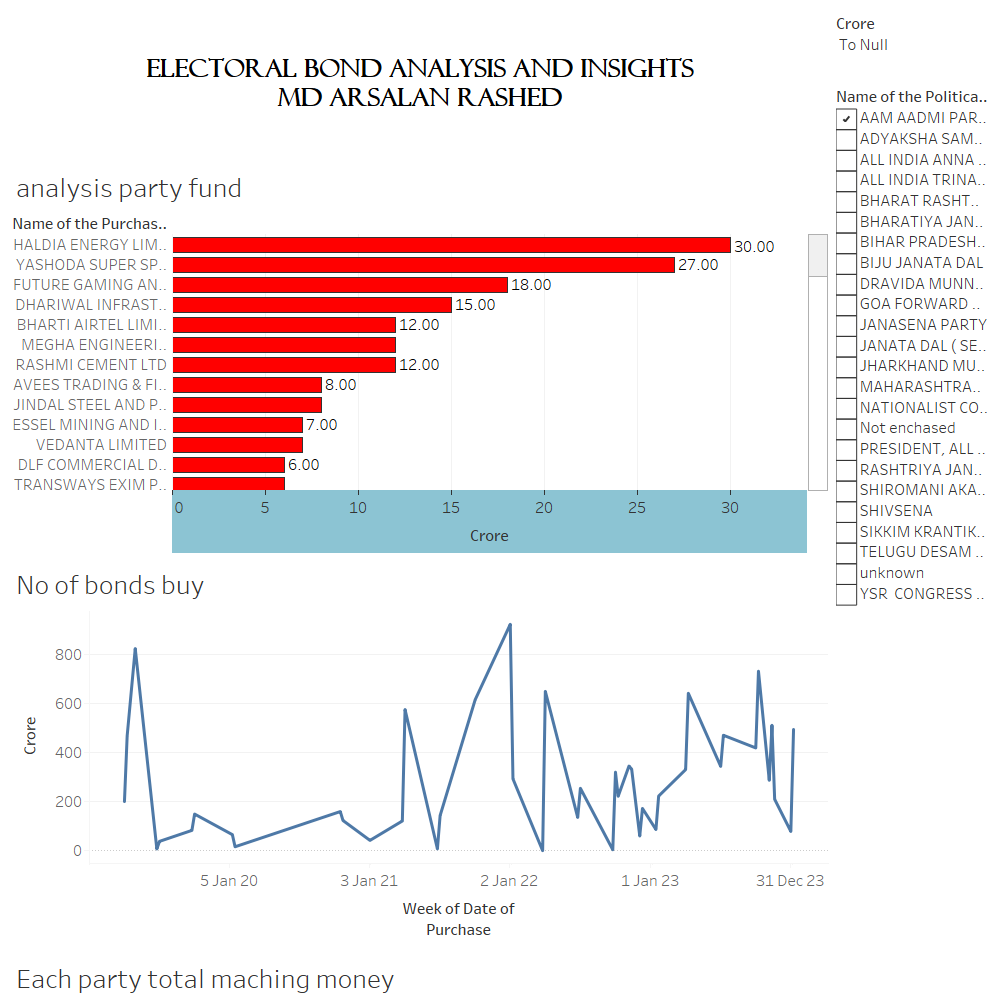 ELECTORAL BOND ANALYSIS AND INSIGHTS
MD ARSALAN RASHED
Crore
To Null
Name of the Politica..
AAM AADMI PAR..
ADYAKSHA SAM..
ALL INDIA ANNA ..
ALL INDIA TRINA..
BHARAT RASHT..
BHARATIYA JAN..
BIHAR PRADESH..
BIJU JANATA DAL
DRAVIDA MUNN..
GOA FORWARD ..
JANASENA PARTY
JANATA DAL ( SE..
JHARKHAND MU..
MAHARASHTRA..
NATIONALIST CO..
Not enchased
PRESIDENT, ALL ..
RASHTRIYA JAN..
SHIROMANI AKA..
SHIVSENA
SIKKIM KRANTIK..
TELUGU DESAM ..
unknown
YSR CONGRESS ..
analysis party fund
Name of the Purchas..
HALDIA ENERGY LIM.. 30.00
YASHODA SUPER SP.. 27.00
FUTURE GAMING AN.. 18.00
DHARIWAL INFRAST.. 15.00
BHARTI AIRTEL LIMI.. 12.00
MEGHA ENGINEERI..
RASHMI CEMENT LTD 12.00
AVEES TRADING & FI.. 8.00
JINDAL STEEL AND P..
ESSEL MINING AND I.. 7.00
VEDANTA LIMITED
DLF COMMERCIAL D.. 6.00
TRANSWAYS EXIM P..
0 5 10 15 20 25 30
Crore
No of bonds buy
800
600
400
200
0
Crore
5 Jan 20 3 Jan 21 2 Jan 22 1 Jan 23 31 Dec 23
Week of Date of
Purchase
Each party total maching money